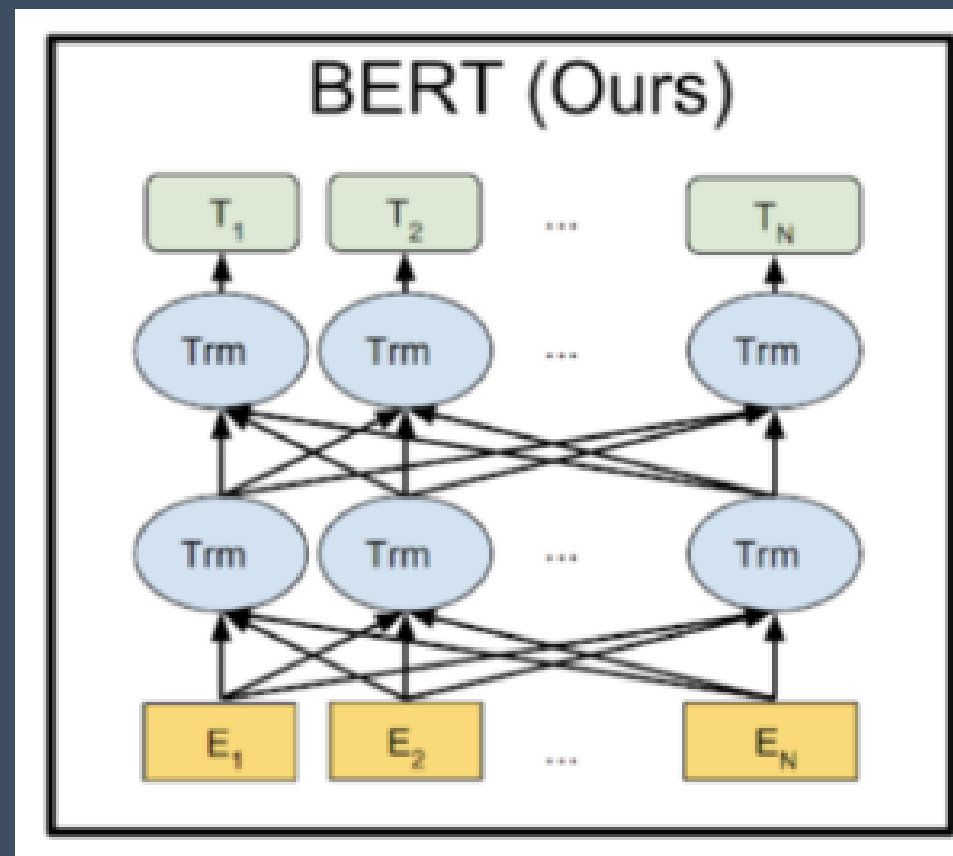 BERT (Ours)
T1 T2 ... TN
Trm Trm ... Trm
Trm Trm ... Trm
E1 E2 ... EN